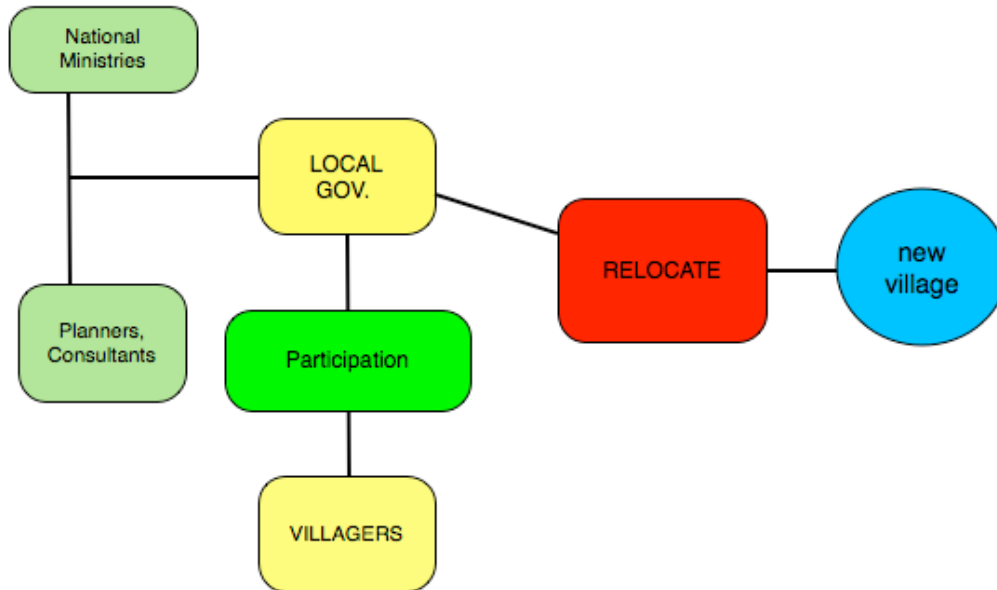 National
Ministries
LOCAL
GOV.
RELOCATE
new
village
Planners,
Consultants
Participation
VILLAGERS